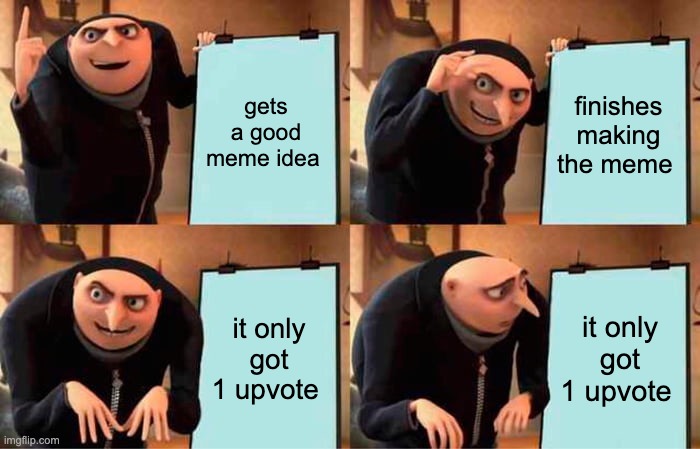 gets
a good
meme idea
finishes
making
the meme
it only
got
1 upvote
it only
got
1 upvote
imgflip.com